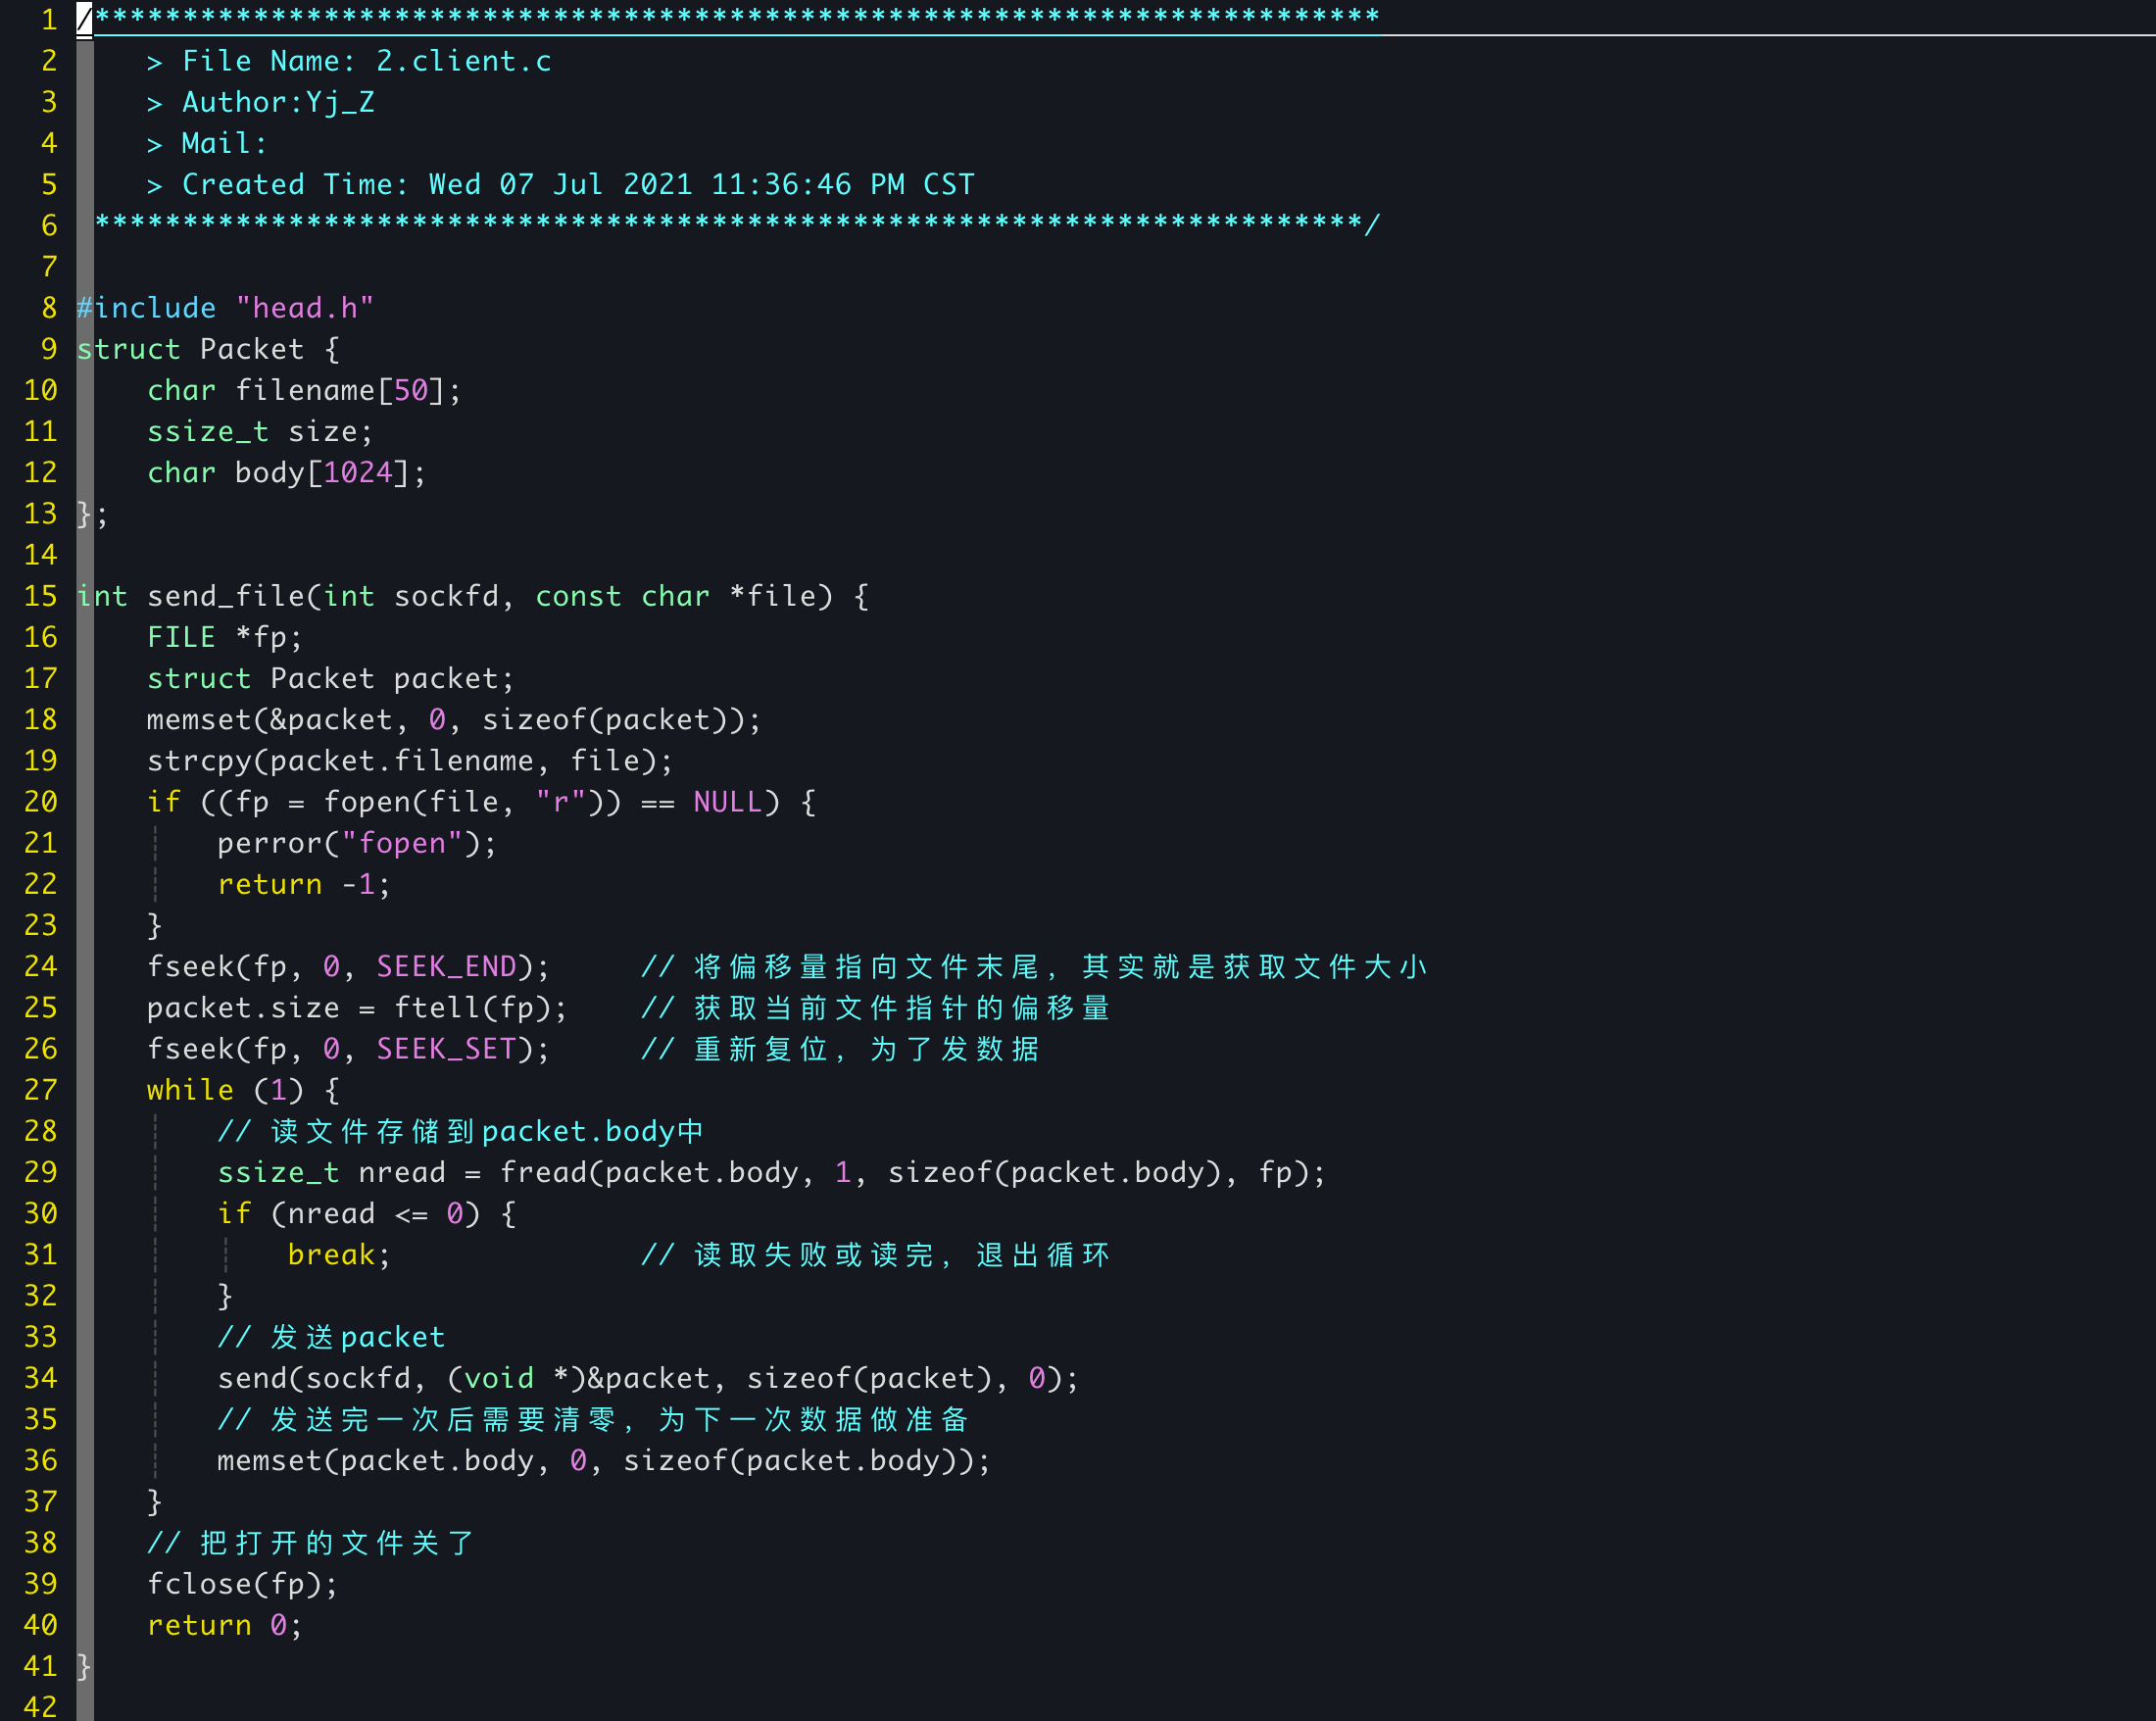 1 /*************************************************************************
2     > File Name: 2.client.c
3     > Author:Yj_Z
4     > Mail:
5     > Created Time: Wed 07 Jul 2021 11:36:46 PM CST
6  ************************************************************************/
7
8 #include "head.h"
9 struct Packet {
10     char filename[50];
11     ssize_t size;
12     char body[1024];
13 };
14
15 int send_file(int sockfd, const char *file) {
16     FILE *fp;
17     struct Packet packet;
18     memset(&packet, 0, sizeof(packet));
19     strcpy(packet.filename, file);
20     if ((fp = fopen(file, "r")) == NULL) {
21         perror("fopen");
22         return -1;
23     }
24     fseek(fp, 0, SEEK_END);     // 将偏移量指向文件末尾，其实就是获取文件大小
25     packet.size = ftell(fp);    // 获取当前文件指针的偏移量
26     fseek(fp, 0, SEEK_SET);     // 重新复位，为了发数据
27     while (1) {
28         // 读文件存储到packet.body中
29         ssize_t nread = fread(packet.body, 1, sizeof(packet.body), fp);
30         if (nread <= 0) {
31             break;              // 读取失败或读完，退出循环
32         }
33         // 发送packet
34         send(sockfd, (void *)&packet, sizeof(packet), 0);
35         // 发送完一次后需要清零，为下一次数据做准备
36         memset(packet.body, 0, sizeof(packet.body));
37     }
38     // 把打开的文件关了
39     fclose(fp);
40     return 0;
41 }
42